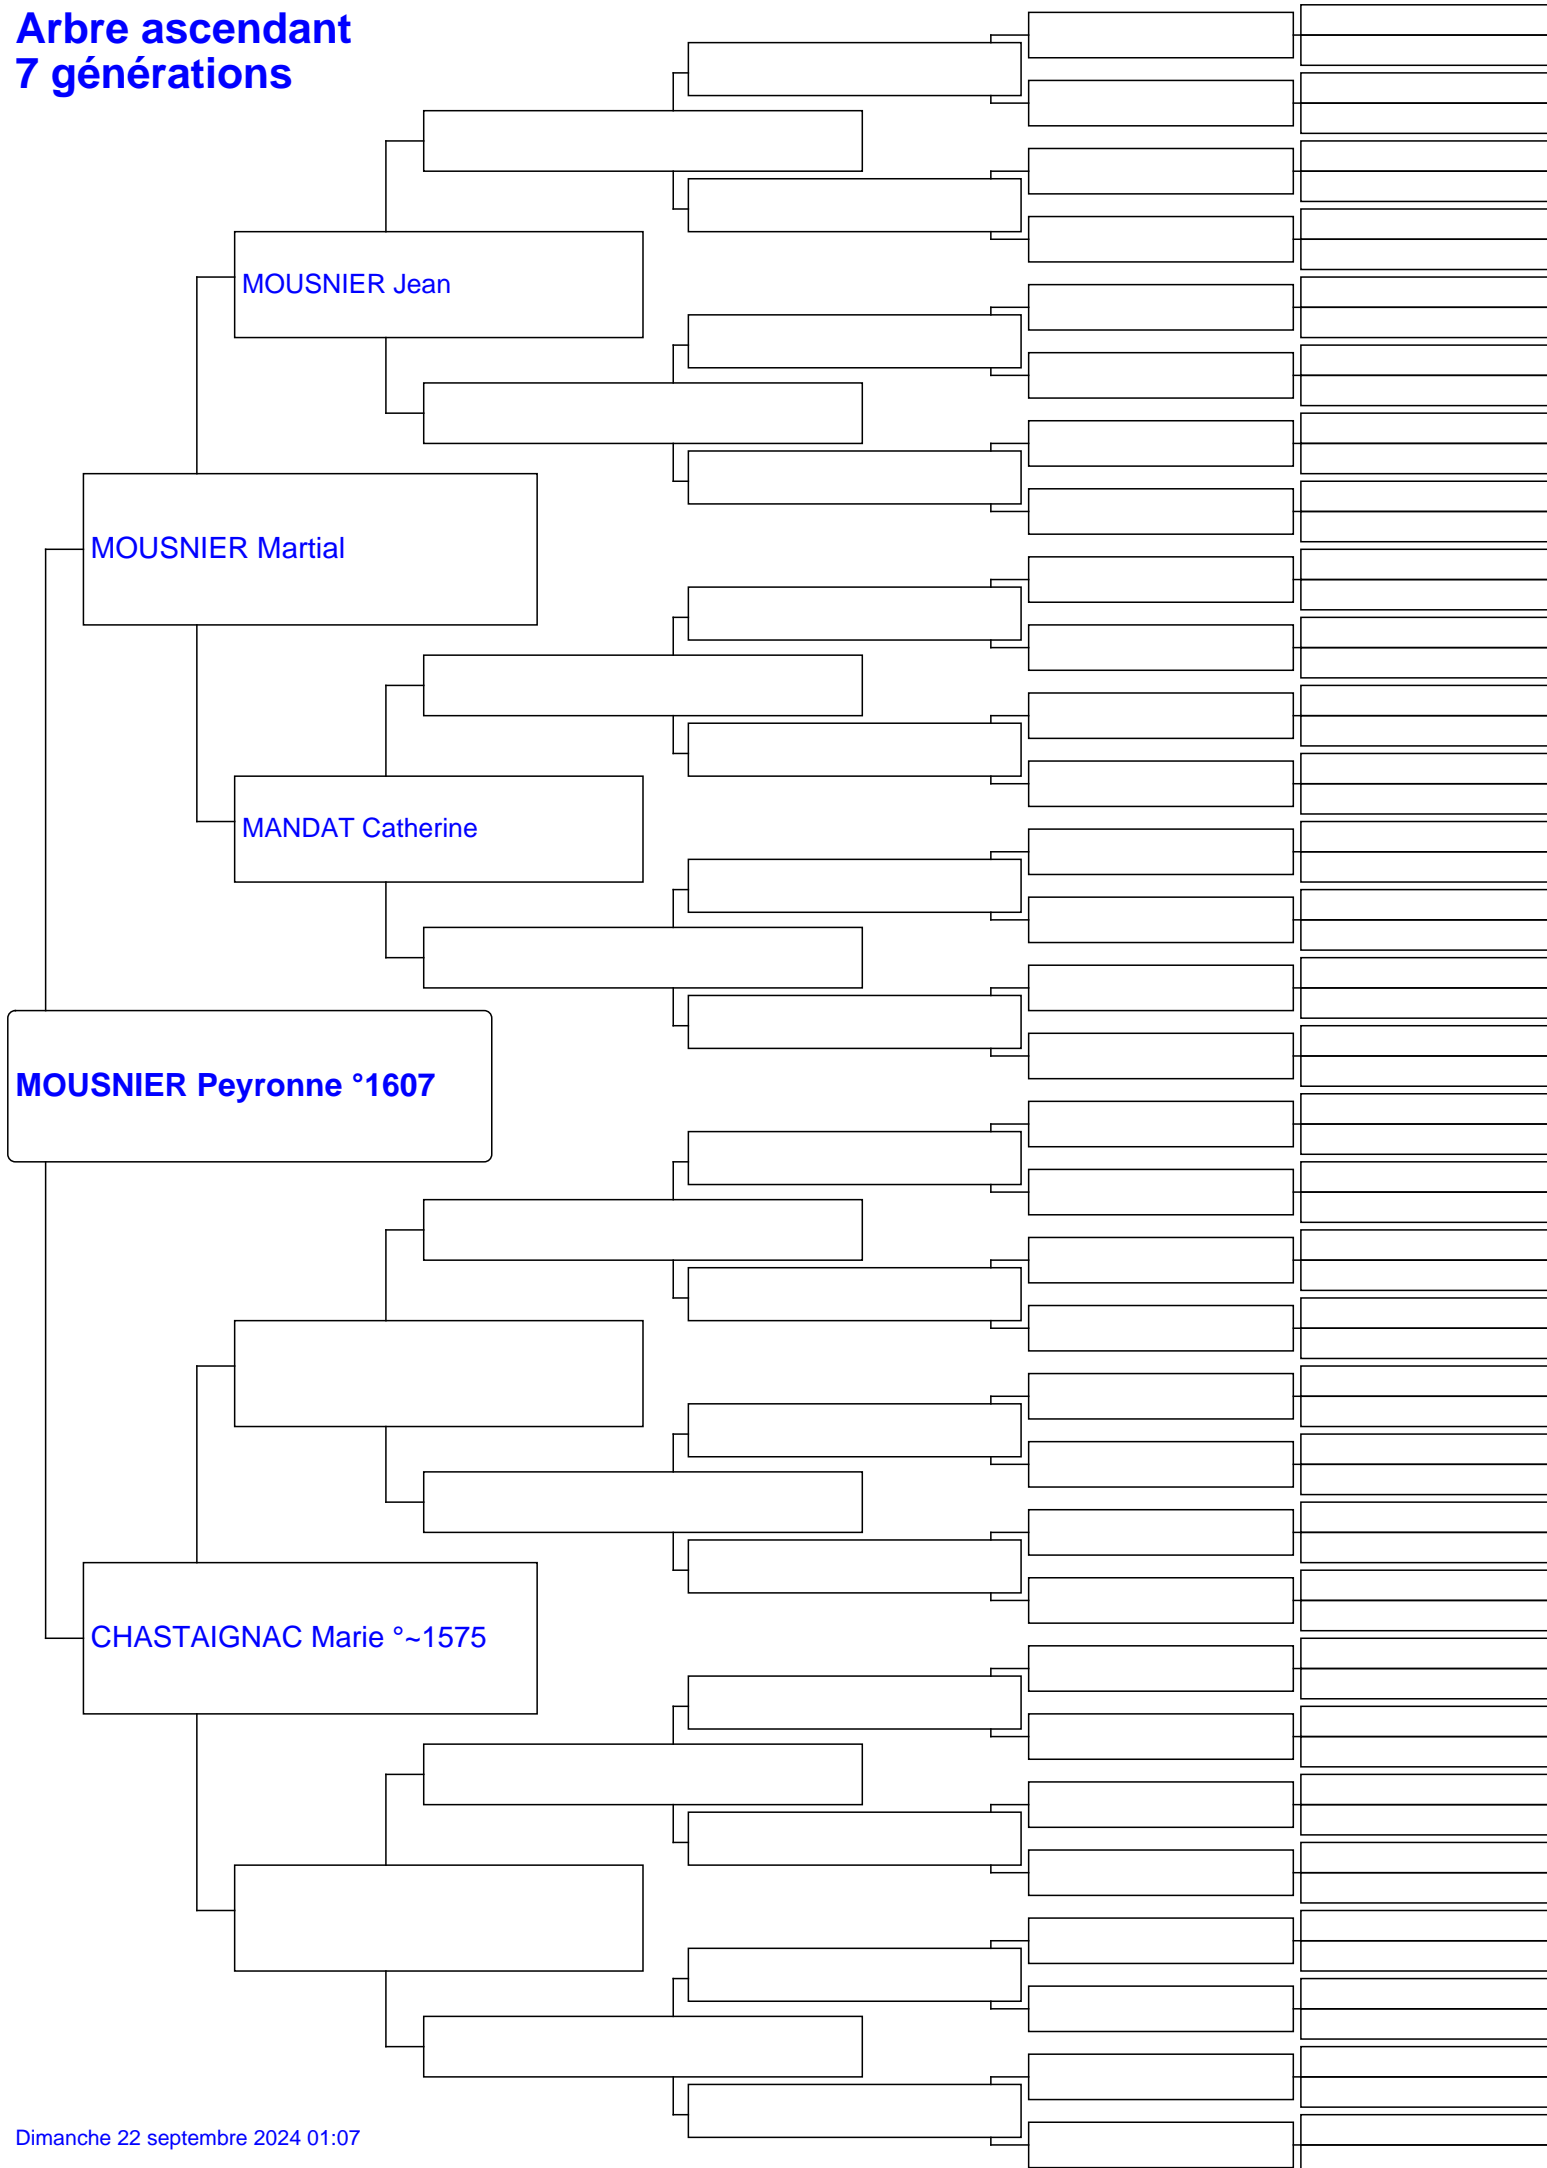 Arbre ascendant
7 générations
MOUSNIER Jean
MOUSNIER Martial
MANDAT Catherine
MOUSNIER Peyronne °1607
CHASTAIGNAC Marie °~1575
Dimanche 22 septembre 2024 01:07